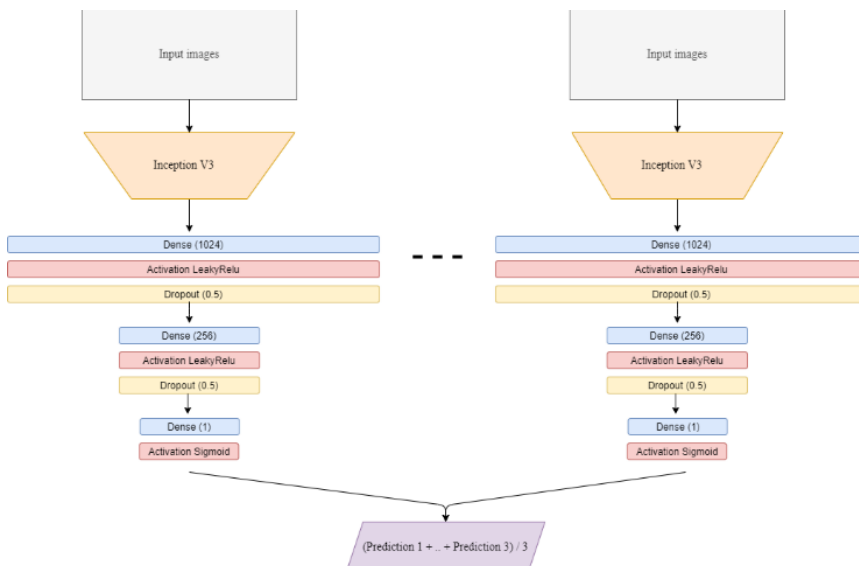 Input images
Input images
Inception V3
Inception V3
Dense (1024)
Dense (1024)
Activation LeakyRelu
Activation LeakyRelu
Dropout (0.5)
Dropout (0.5)
Dense (256)
Dense (256)
Activation LeakyRelu
Activation LeakyRelu
Dropout (0.5)
Dropout (0.5)
Dense (1)
Dense (1)
Activation Sigmoid
Activation Sigmoid
(Prediction 1 + .. + Prediction 3) / 3